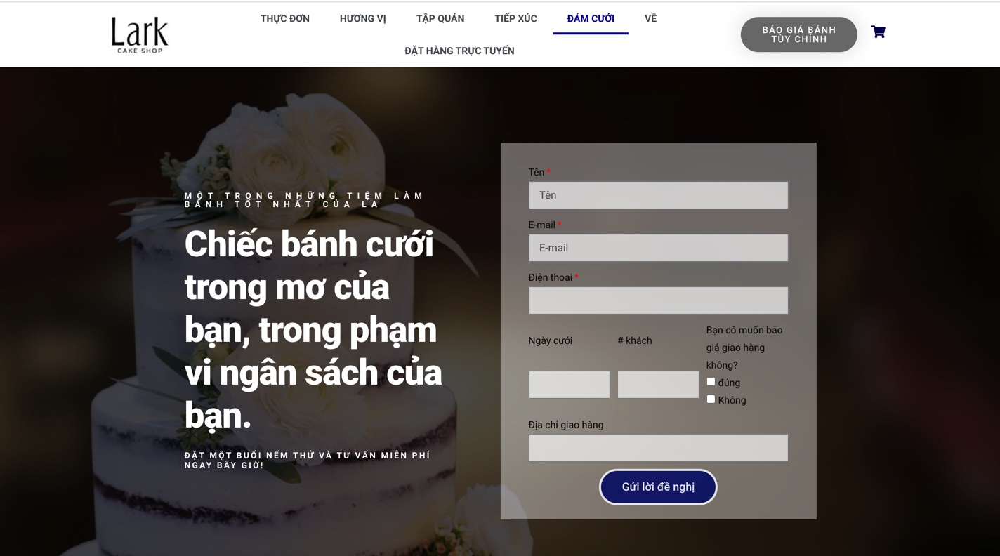 Lark
CAKE SHOP
THỰC ĐƠN HƯƠNG VỊ TẬP QUÁN TIẾP XÚC ĐÁM CƯỚI VỀ
ĐẶT HÀNG TRỰC TUYẾN
BÁO GIÁ BÁNH
TÙY CHỈNH
MỘT TRONG NHỮNG TIỆM LÀM
BÁNH TỐT NHẤT CỦA LA
Chiếc bánh cưới
trong mơ của
bạn, trong phạm
vi ngân sách của
bạn.
ĐẶT MỘT BUỔI NẾM THỬ VÀ TƯ VẤN MIỄN PHÍ
NGAY BÂY GIỜ!
Tên *
Tên
E-mail *
E-mail
Điện thoại *
Ngày cưới
# khách
Bạn có muốn báo
giá giao hàng
không?
đúng
Không
Địa chỉ giao hàng
Gửi lời đề nghị